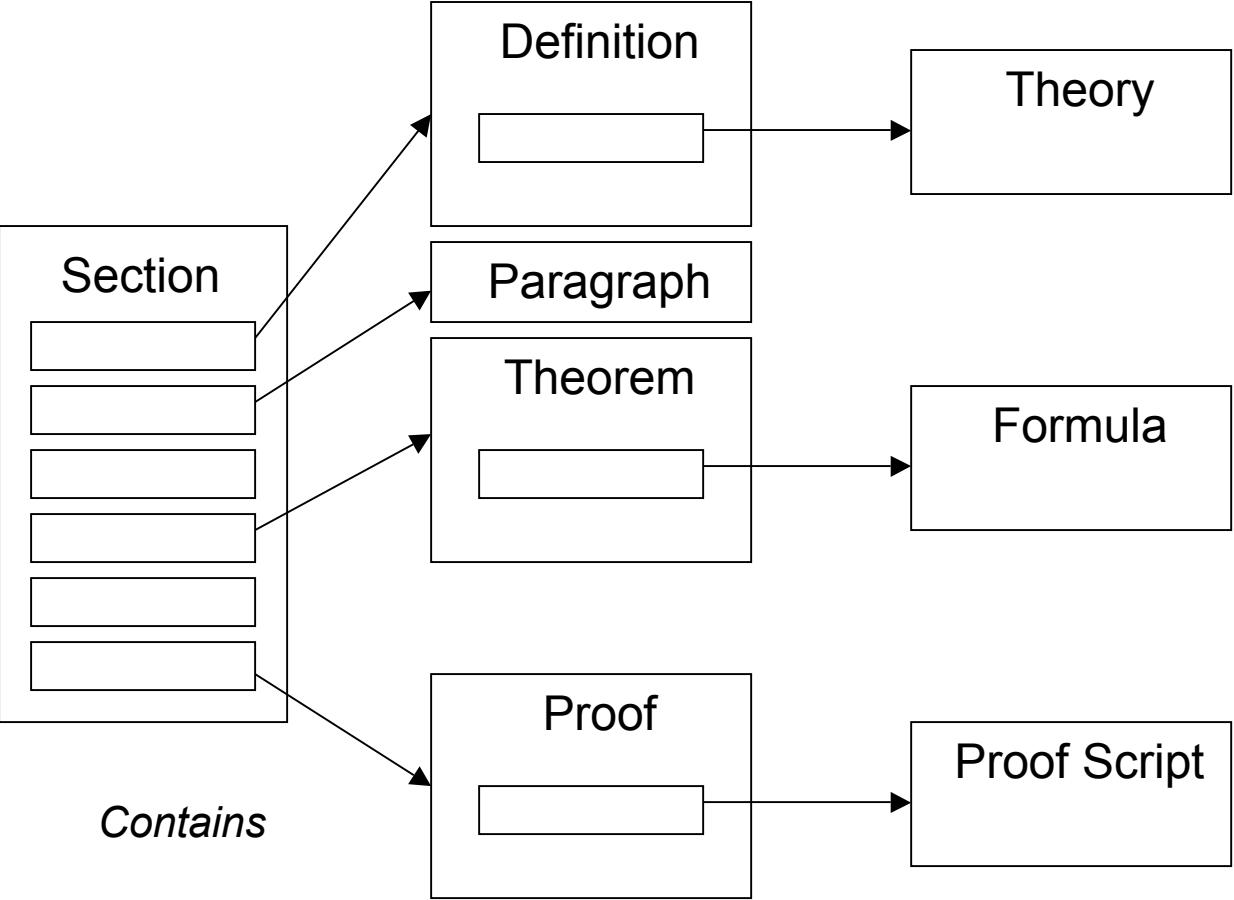 Definition
Theory
Section
Paragraph
Theorem
Formula
Proof
Proof Script
Contains